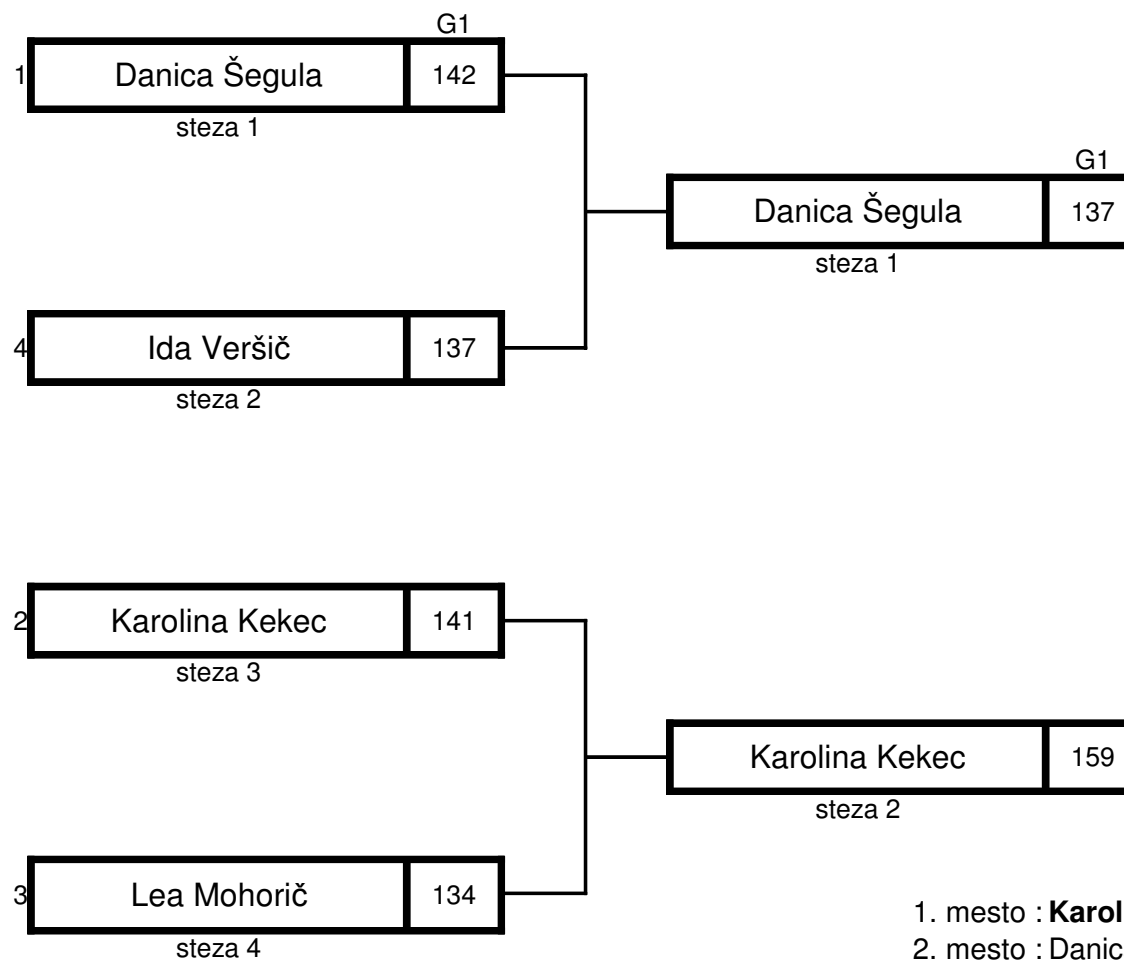 G1
1 Danica Šegula 142
steza 1
G1
Danica Šegula 137
steza 1
4 Ida Veršič 137
steza 2
2 Karolina Kekec 141
steza 3
Karolina Kekec 159
steza 2
3 Lea Mohorič 134
steza 4
1. mesto : Karol
2. mesto : Danic